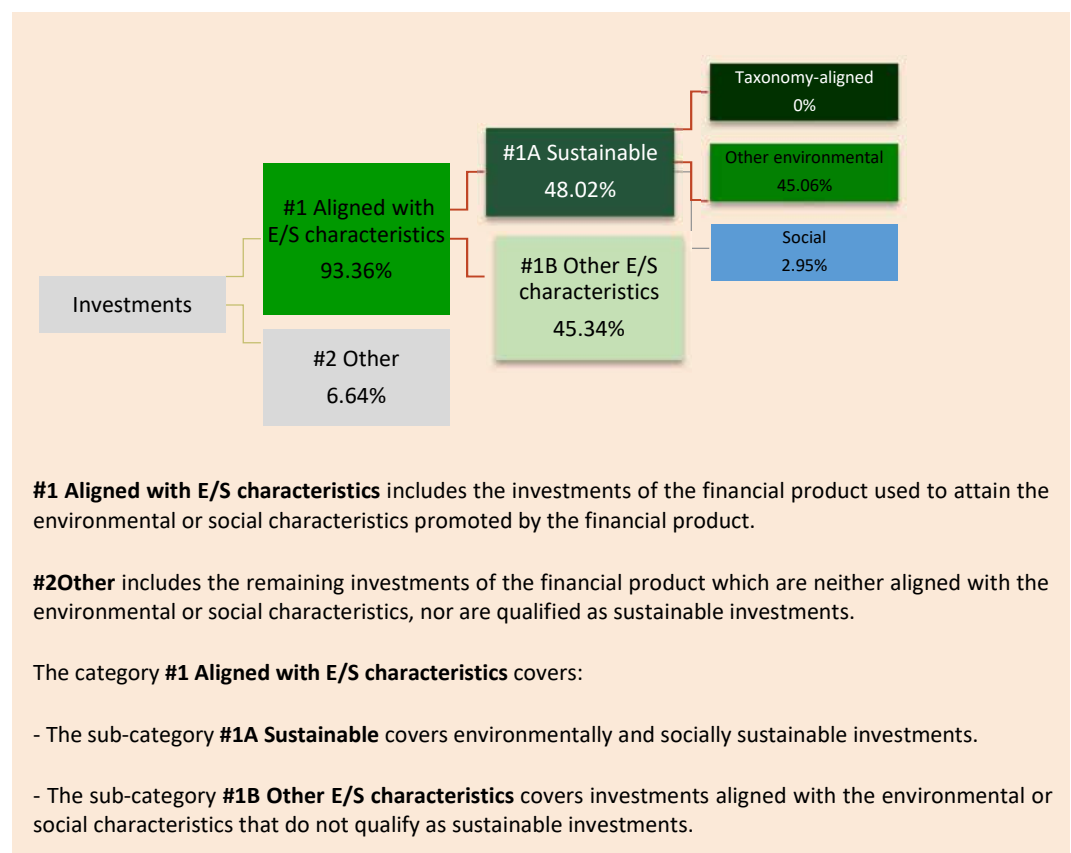 Taxonomy-aligned
0%
#1A Sustainable
48.02%
Other environmental
45.06%
#1 Aligned with
E/S characteristics
93.36%
Social
2.95%
#1B Other E/S
characteristics
45.34%
Investments
#2 Other
6.64%
#1 Aligned with E/S characteristics includes the investments of the financial product used to attain the
environmental or social characteristics promoted by the financial product.
#2Other includes the remaining investments of the financial product which are neither aligned with the
environmental or social characteristics, nor are qualified as sustainable investments.
The category #1 Aligned with E/S characteristics covers:
- The sub-category #1A Sustainable covers environmentally and socially sustainable investments.
- The sub-category #1B Other E/S characteristics covers investments aligned with the environmental or
social characteristics that do not qualify as sustainable investments.